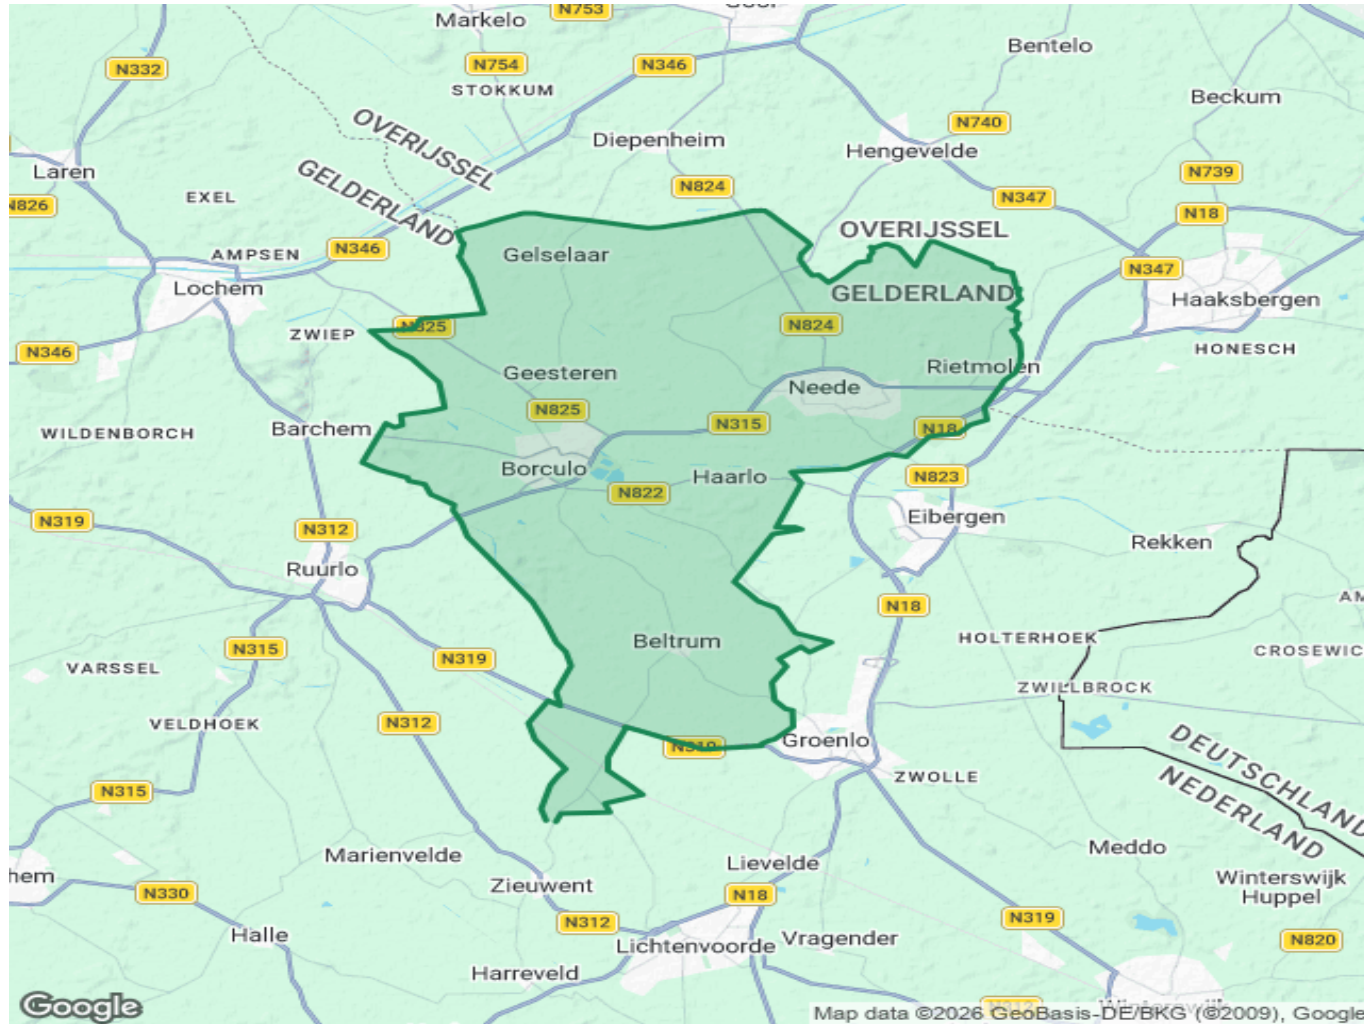 N753
Markelo
Bentelo
N332
N754
N346
STOKKUM
Beckum
OVERIJSSEL
N740
Diepenheim
Hengevelde
Laren
GELDERLAND
N739
N824
EXEL
N347
N826
N18
OVERIJSSEL
N346
AMPSEN
Gelselaar
N347
Lochem
GELDERLAND
Haaksbergen
N825
N824
ZWIEP
HONESCH
N346
Geesteren
Rietmolen
Neede
N825
N315
Barchem
N18
WILDENBORCH
Borculo
Haarlo
N823
N822
N319
Eibergen
N312
Rekken
Ruurlo
N18
Beltrum
HOLTERHOEK
N315
CROSEWIC
N319
VARSSEL
ZWILLBROCK
N312
VELDHOEK
DEUTSCHLAND
Groenlo
N319
ZWOLLE
NEDERLAND
N315
Meddo
Marienvelde
Lievelde
Zieuwent
Winterswijk
Huppel
hem
N330
N18
N312
N319
Halle
Lichtenvoorde
Vragender
N820
Harreveld
Google
Map data ©2026 GeoBasis-DE/BKG (©2009), Google